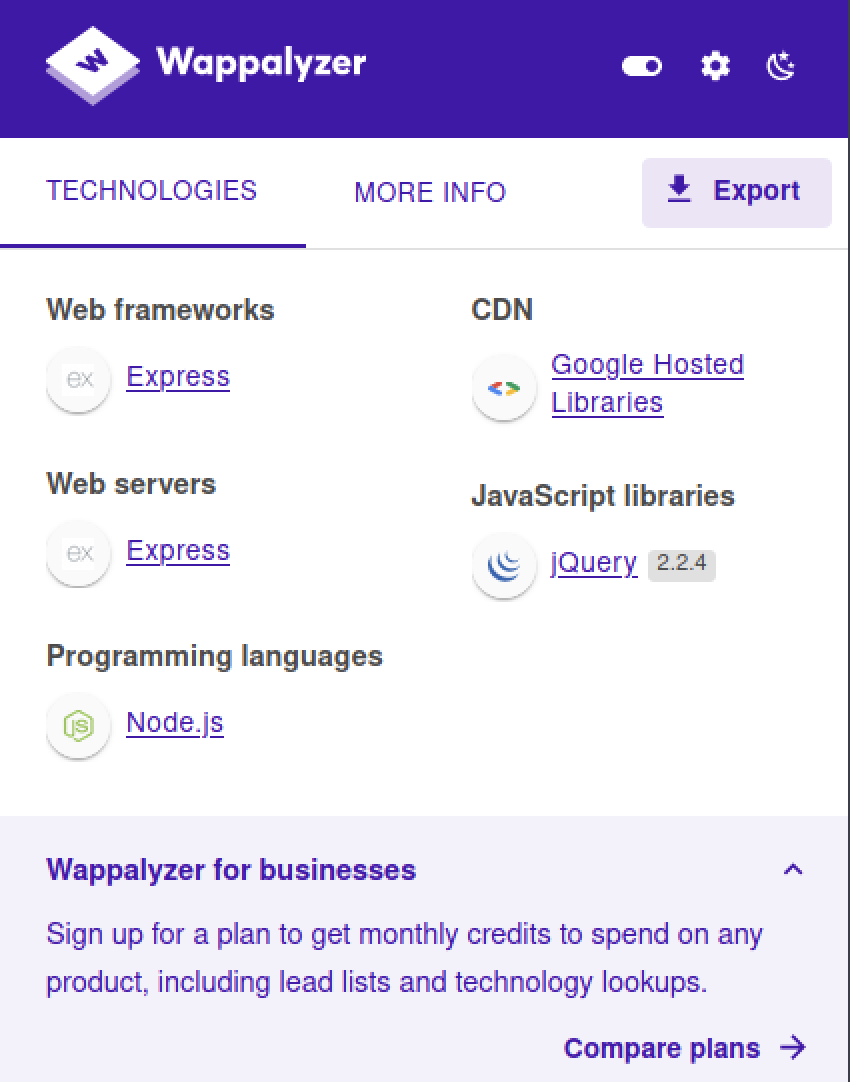 Wappalyzer
TECHNOLOGIES
MORE INFO
Export
Web frameworks
ex
Express
Web servers
ex
Express
Programming languages
JS
Node.js
CDN
Google Hosted
Libraries
JavaScript libraries
jQuery 2.2.4
Wappalyzer for businesses
Sign up for a plan to get monthly credits to spend on any
product, including lead lists and technology lookups.
Compare plans